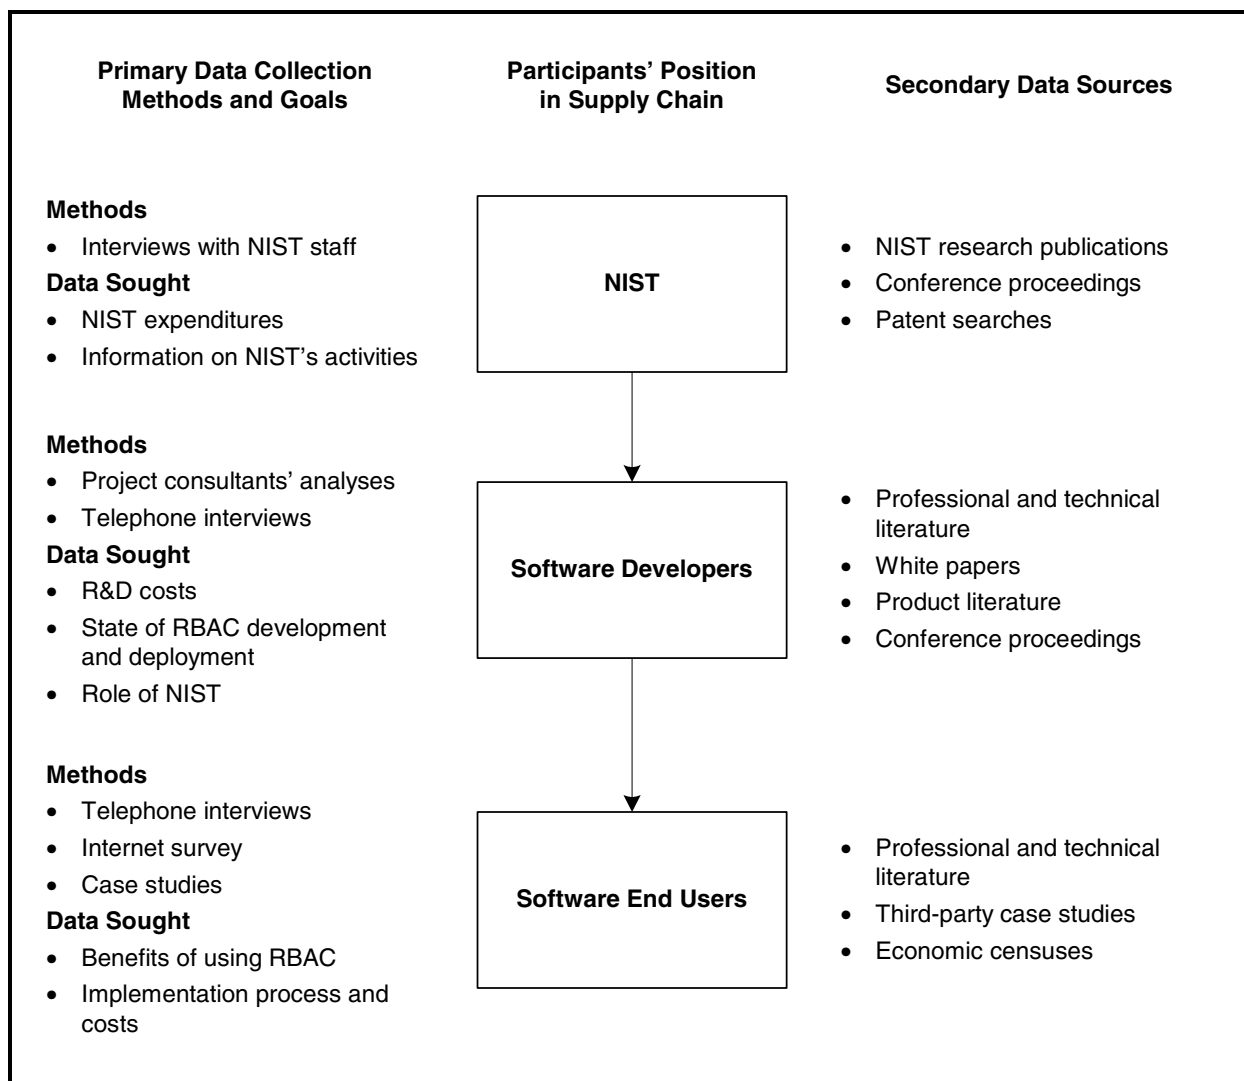 Primary Data Collection
Methods and Goals
Participants’ Position
in Supply Chain
Secondary Data Sources
Methods
• Interviews with NIST staff
Data Sought
• NIST expenditures
• Information on NIST’s activities
NIST
• NIST research publications
• Conference proceedings
• Patent searches
Methods
• Project consultants’ analyses
• Telephone interviews
Data Sought
• R&D costs
• State of RBAC development
and deployment
• Role of NIST
Software Developers
• Professional and technical
literature
• White papers
• Product literature
• Conference proceedings
Methods
• Telephone interviews
• Internet survey
• Case studies
Data Sought
• Benefits of using RBAC
• Implementation process and
costs
Software End Users
• Professional and technical
literature
• Third-party case studies
• Economic censuses